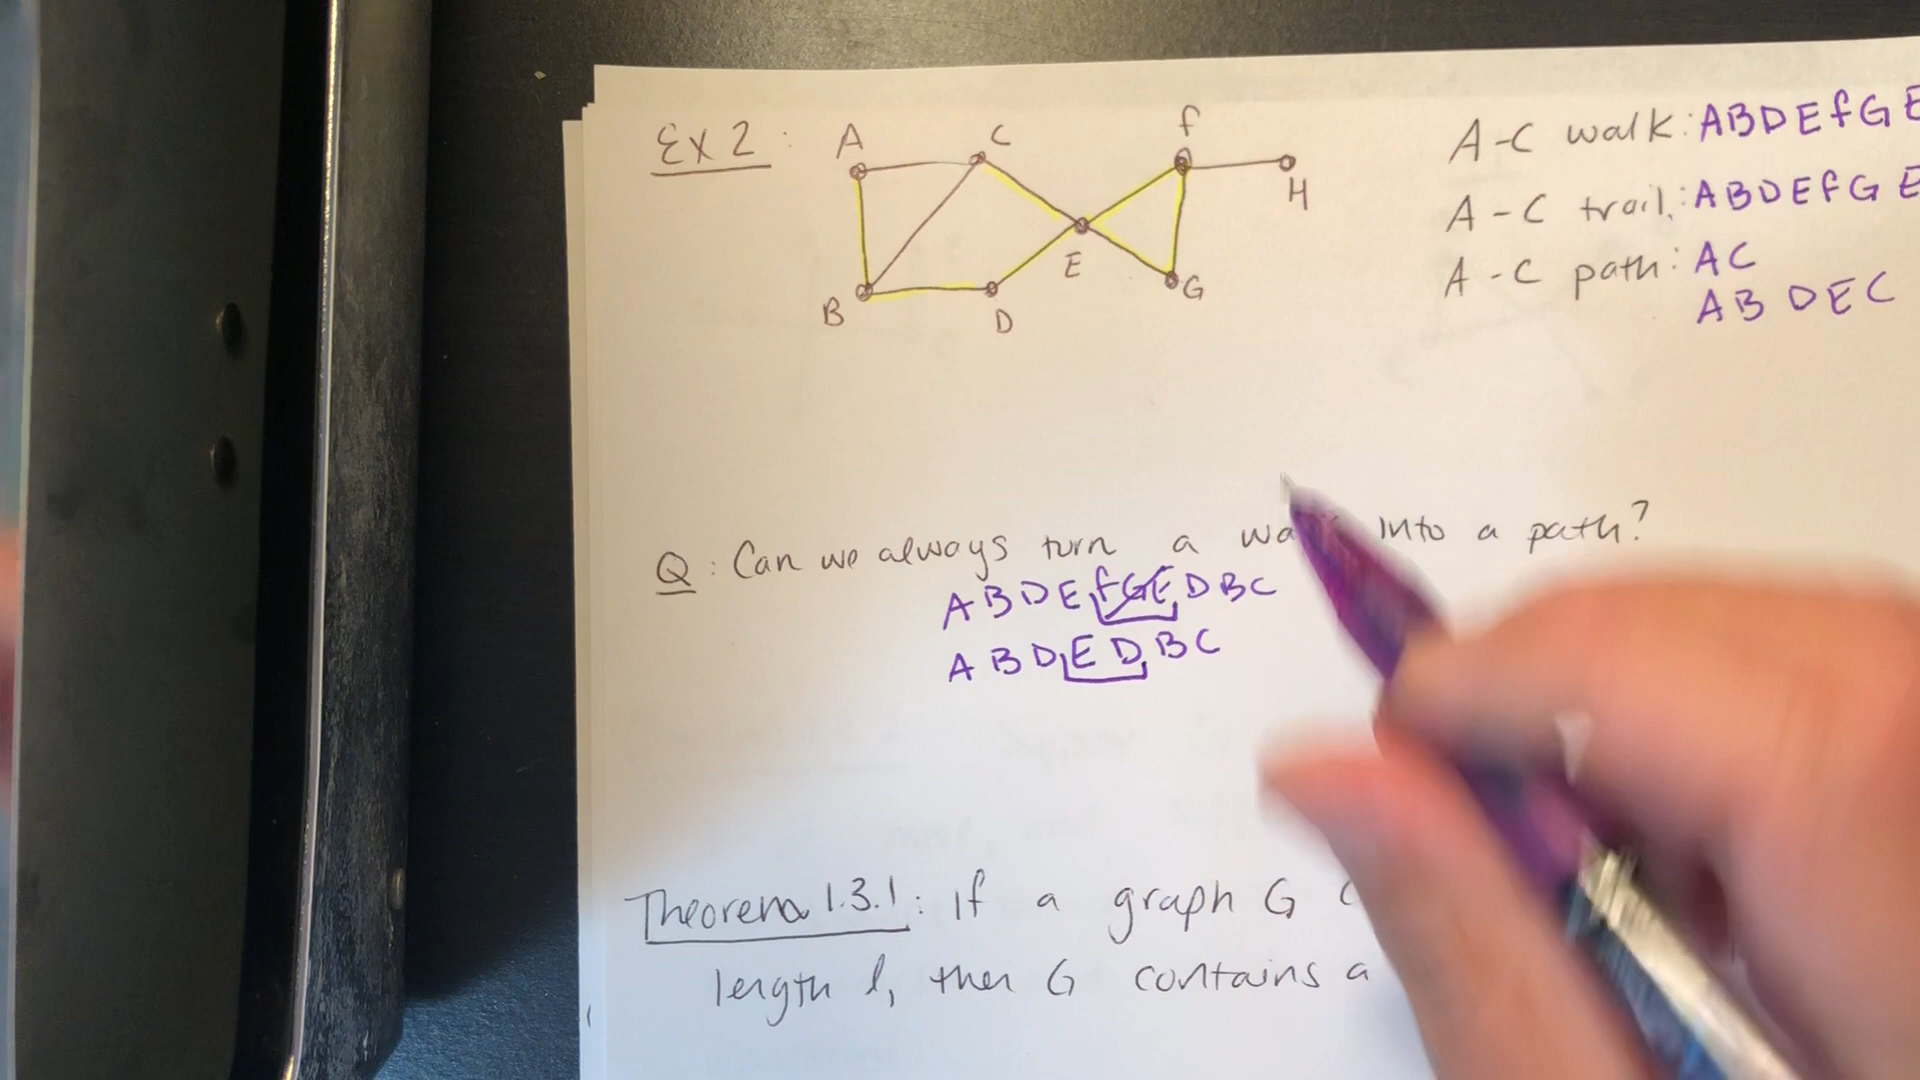 Ex 2:
A C f H
B D E G
A-C walk: ABDEfGE
A-C trail: ABDEfGE
A-C path: AC
ABDEC
Q: Can we always turn a into a path?
ABDEfGEDBC
ABDEDBC
Theorem 1.3.1: If a graph G
length l, then G contains a